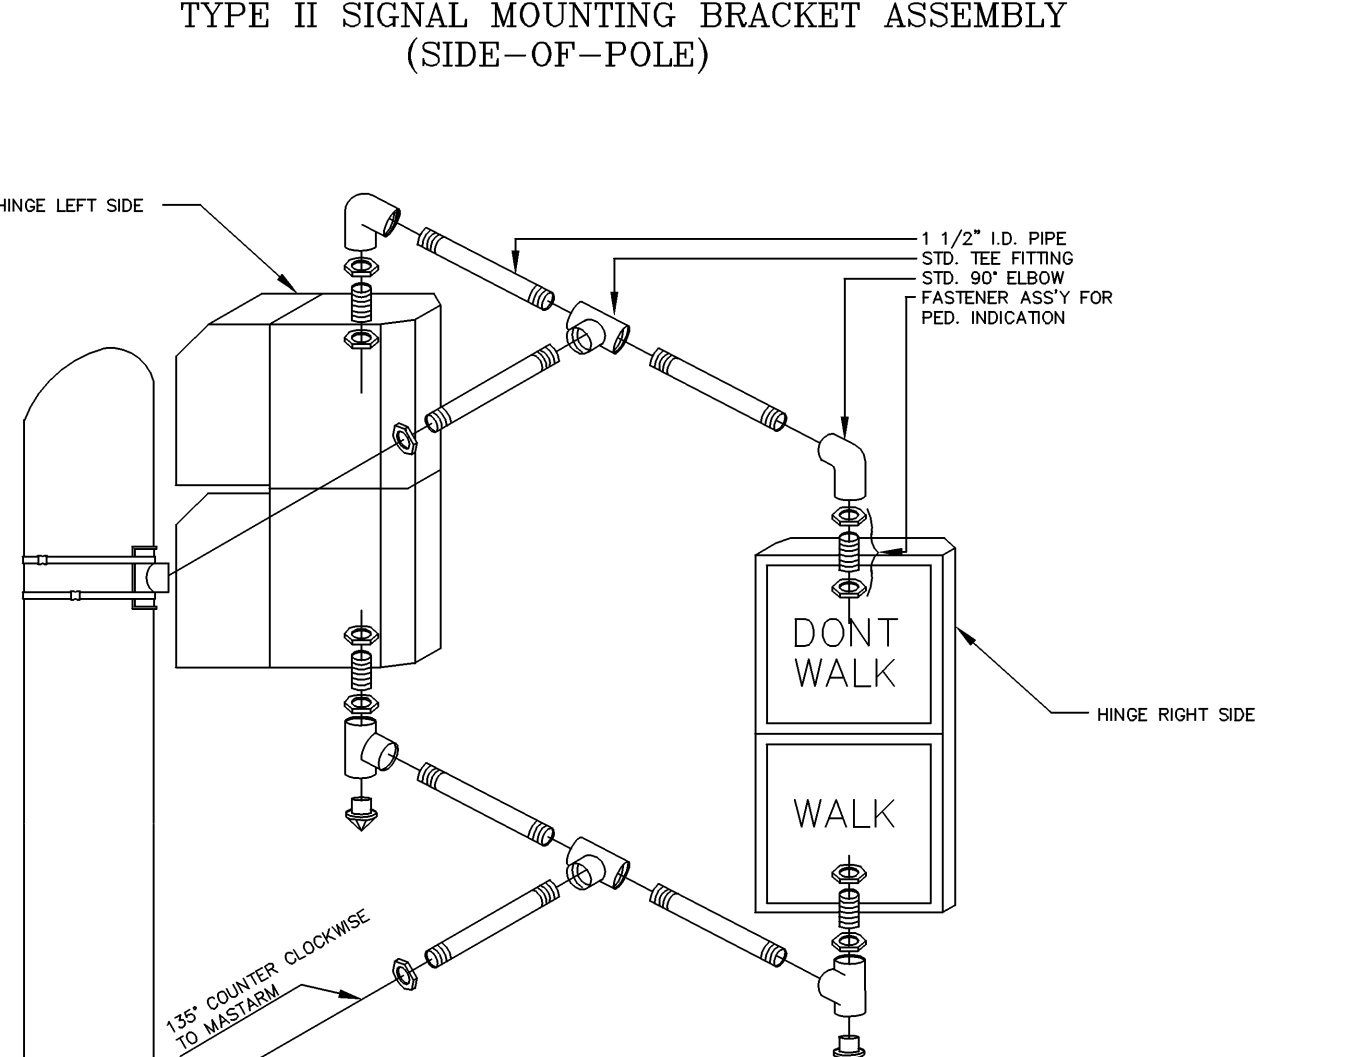 TYPE II SIGNAL MOUNTING BRACKET ASSEMBLY
(SIDE-OF-POLE)
HINGE LEFT SIDE
1 1/2" I.D. PIPE
STD. TEE FITTING
STD. 90° ELBOW
FASTENER ASS'Y FOR
PED. INDICATION
DONT
WALK
HINGE RIGHT SIDE
WALK
135° COUNTER CLOCKWISE
TO MASTARM